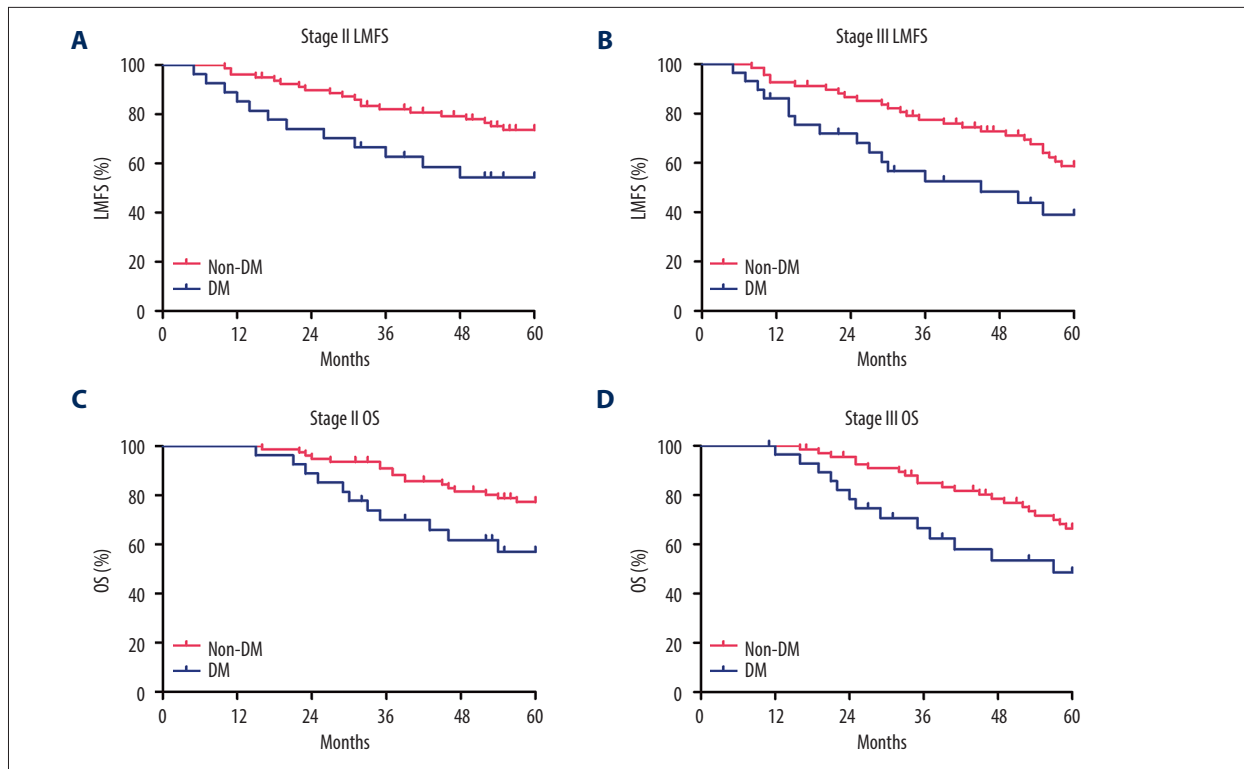 A
Stage II LMFS
LMFS (%)
100
80
60
40
20
0
Non-DM
DM
0 12 24 36 48 60
Months
B
Stage III LMFS
LMFS (%)
100
80
60
40
20
0
Non-DM
DM
0 12 24 36 48 60
Months
C
Stage II OS
OS (%)
100
80
60
40
20
0
Non-DM
DM
0 12 24 36 48 60
Months
D
Stage III OS
OS (%)
100
80
60
40
20
0
Non-DM
DM
0 12 24 36 48 60
Months